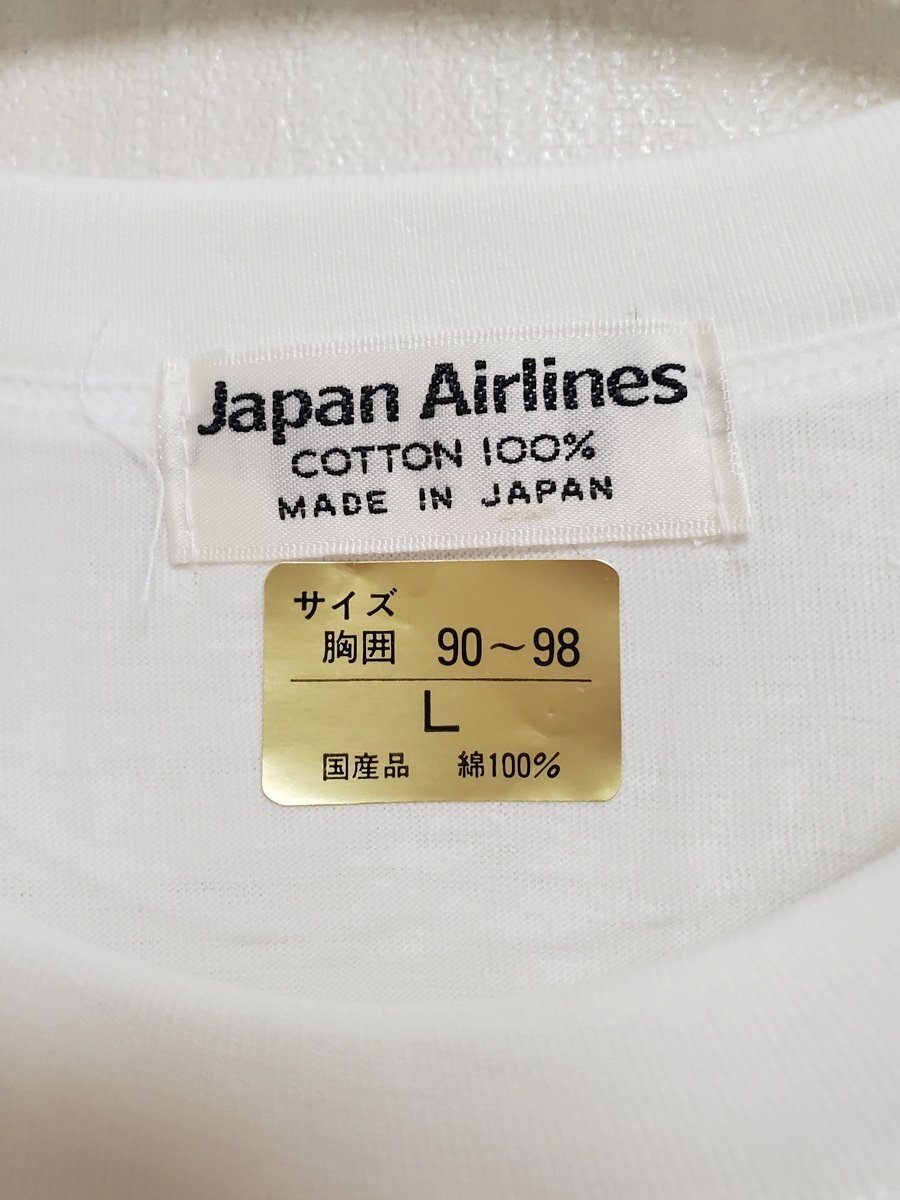 Japan Airlines
COTTON 100%
MADE IN JAPAN
サイズ
胸囲 90～98
L
国産品 綿100%